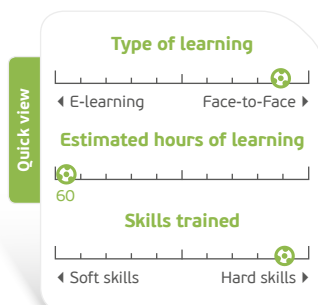 Quick view
Type of learning
E-learning Face-to-Face
Estimated hours of learning
60
Skills trained
Soft skills Hard skills